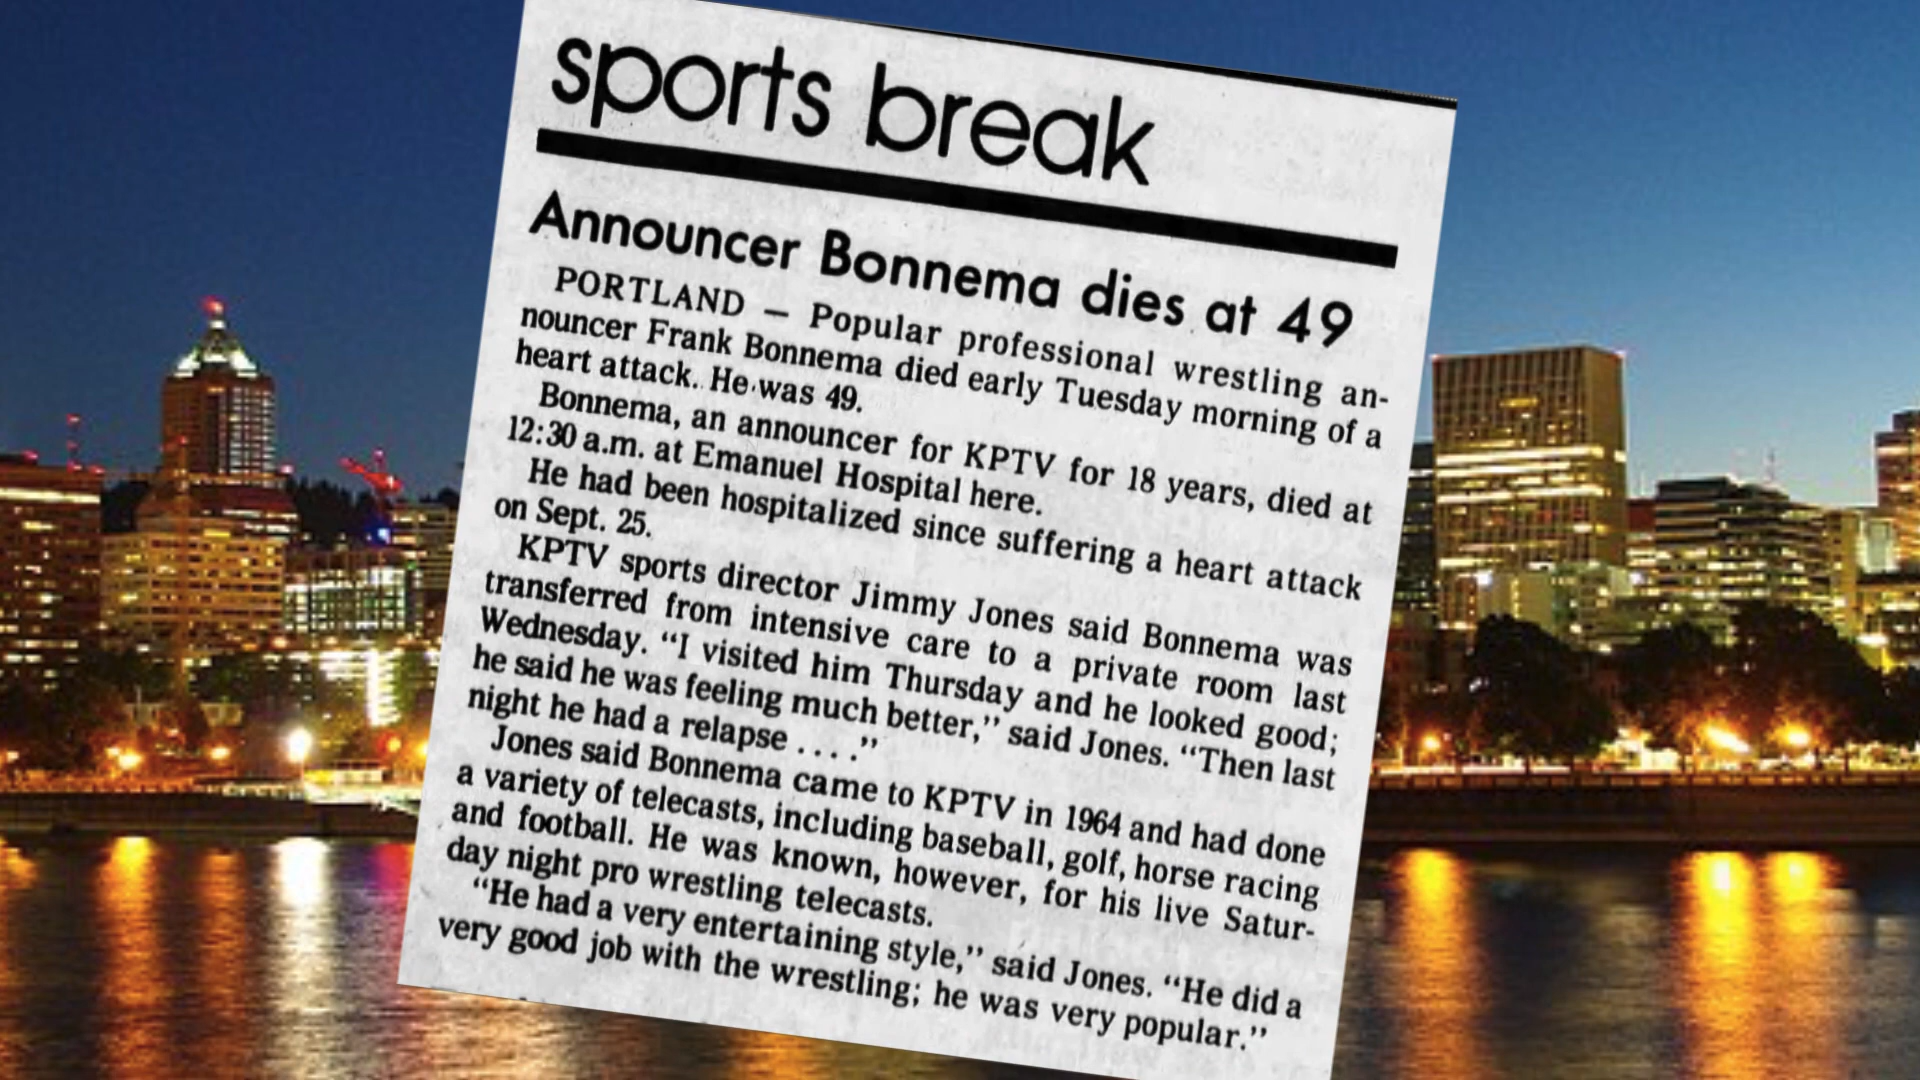 sports break
Announcer Bonnema dies at 49
PORTLAND — Popular professional wrestling an-
nouncer Frank Bonnema died early Tuesday morning of a
heart attack. He was 49.
Bonnema, an announcer for KPTV for 18 years, died at
12:30 a.m. at Emanuel Hospital here.
He had been hospitalized since suffering a heart attack
on Sept. 25.
KPTV sports director Jimmy Jones said Bonnema was
transferred from intensive care to a private room last
Wednesday. “I visited him Thursday and he looked good;
he said he was feeling much better,” said Jones. “Then last
night he had a relapse . . . .”
Jones said Bonnema came to KPTV in 1964 and had done
a variety of telecasts, including baseball, golf, horse racing
and football. He was known, however, for his live Satur-
day night pro wrestling telecasts.
“He had a very entertaining style,” said Jones. “He did a
very good job with the wrestling; he was very popular.”